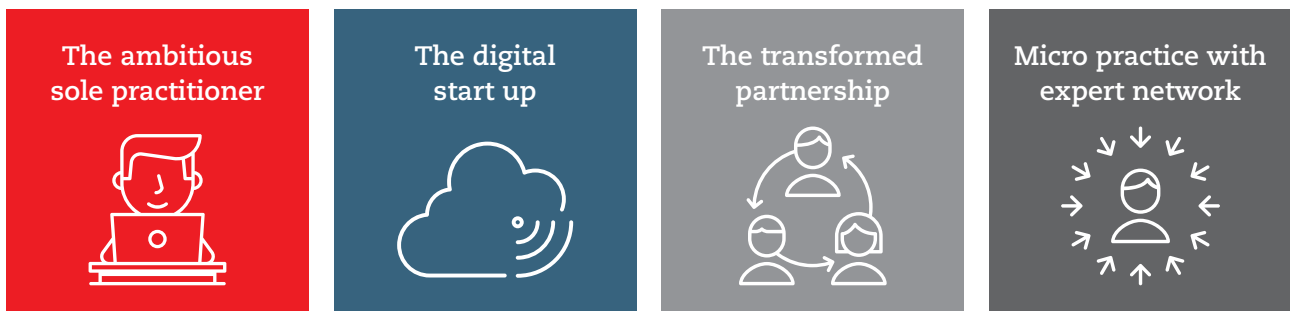 The ambitious
sole practitioner
The digital
start up
The transformed
partnership
Micro practice with
expert network